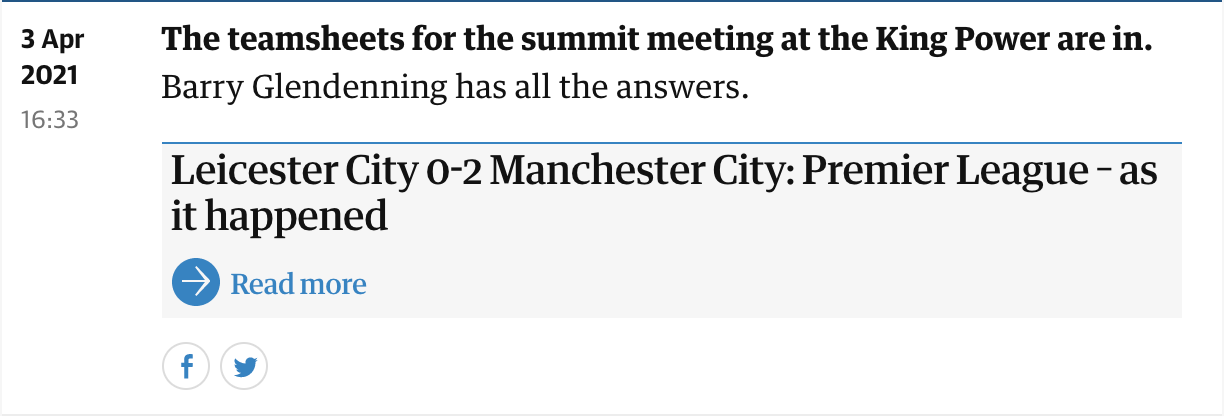 3 Apr
2021
16:33
The teamsheets for the summit meeting at the King Power are in.
Barry Glendenning has all the answers.
Leicester City 0-2 Manchester City: Premier League – as
it happened
Read more